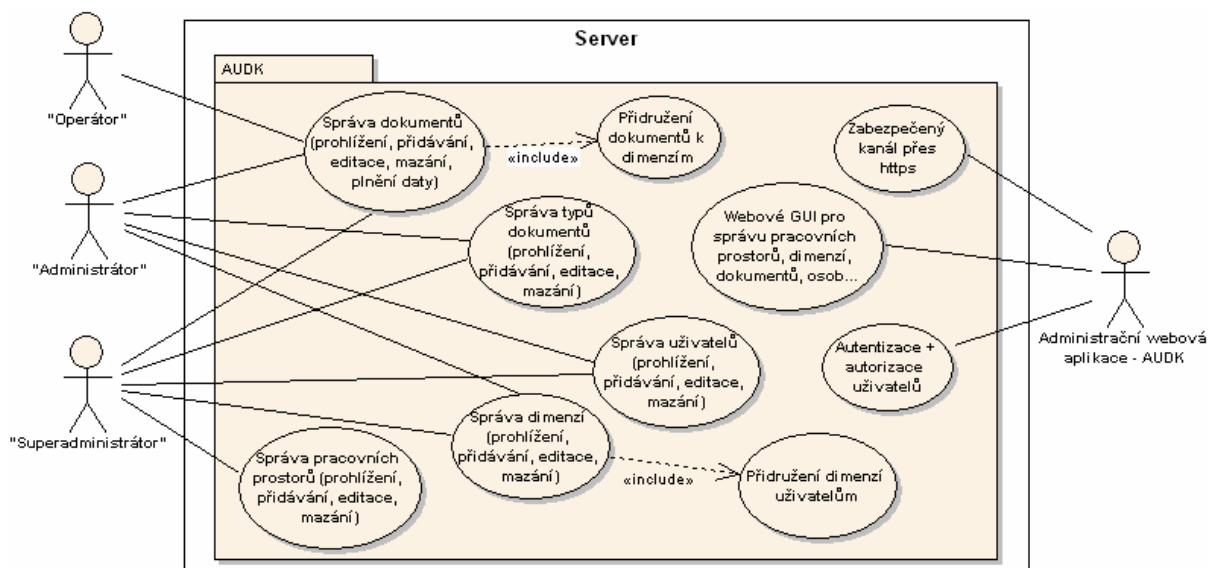 Server
AUDK
"Operátor"
Správa dokumentů
(prohlížení, přidávání,
editace, mazání,
plnění daty)
«include»
Přidružení
dokumentů k
dimenzím
Zabezpečený
kanál přes
https
"Administrátor"
Správa typů
dokumentů
(prohlížení,
přidávání, editace,
mazání)
Webové GUI pro
správu pracovních
prostorů, dimenzí,
dokumentů, osob...
Administrační webová
aplikace - AUDK
Správa uživatelů
(prohlížení,
přidávání, editace,
mazání)
Autentizace +
autorizace
uživatelů
"Superadministrátor"
Správa dimenzí
(prohlížení,
přidávání, editace,
mazání)
«include»
Přidružení dimenzí
uživatelům
Správa pracovních
prostorů (prohlížení,
přidávání, editace,
mazání)